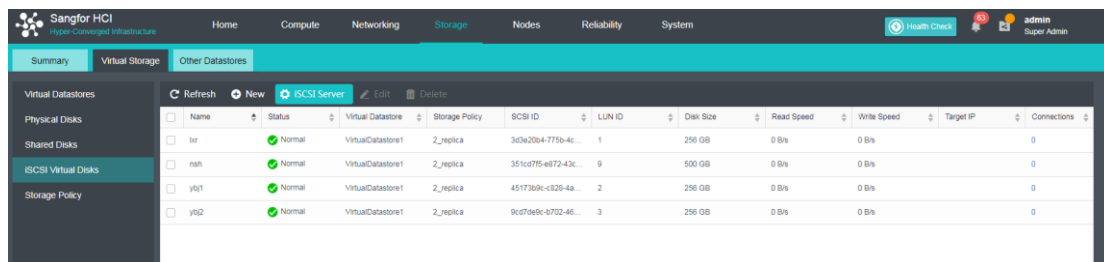 Sangfor HCI
Hyper-Converged Infrastructure
Home Compute Networking Storage Nodes Reliability System
Health Check 63 admin
Super Admin
Summary Virtual Storage Other Datastores
Virtual Datastores
Physical Disks
Shared Disks
iSCSI Virtual Disks
Storage Policy
Refresh New iSCSI Server Edit Delete
Name Status Virtual Datastore Storage Policy SCSI ID LUN ID Disk Size Read Speed Write Speed Target IP Connections
lxr Normal VirtualDatastore1 2_replica 3d3e20b4-775b-4c... 1 256 GB 0 B/s 0 B/s 0
nsh Normal VirtualDatastore1 2_replica 351cd7f5-e872-43c... 9 500 GB 0 B/s 0 B/s 0
ybj1 Normal VirtualDatastore1 2_replica 45173b9c-c828-4a... 2 256 GB 0 B/s 0 B/s 0
ybj2 Normal VirtualDatastore1 2_replica 9cd7de9c-b702-46... 3 256 GB 0 B/s 0 B/s 0